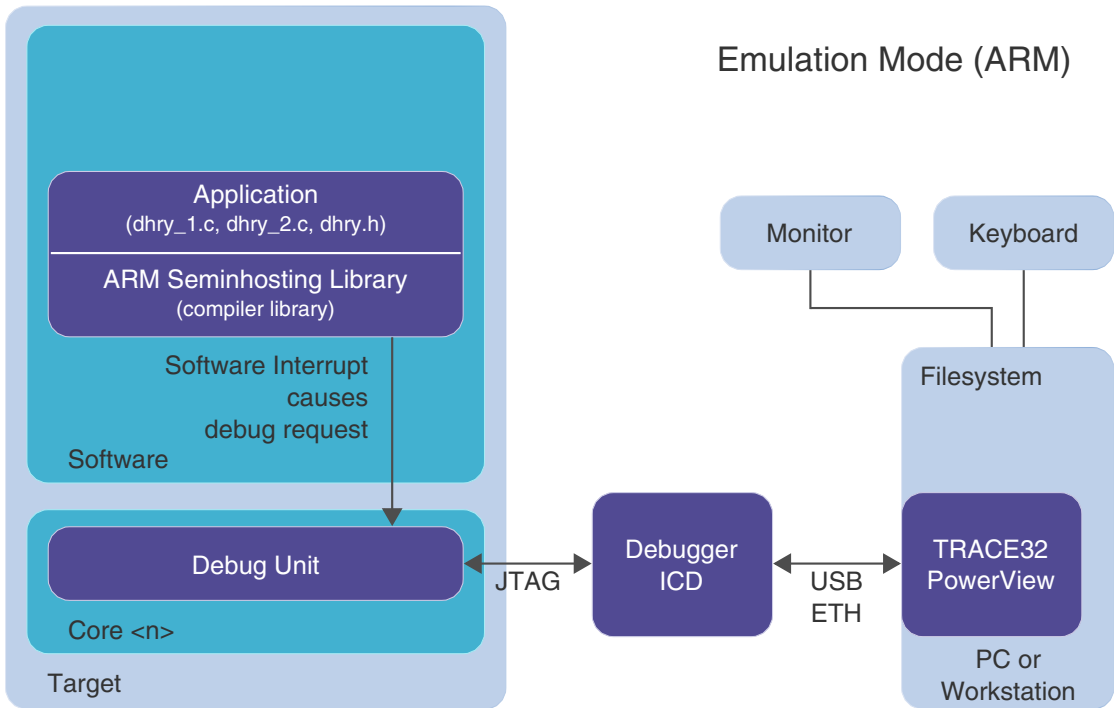 Emulation Mode (ARM)
Application
(dhry_1.c, dhry_2.c, dhry.h)
ARM Seminhosting Library
(compiler library)
Software Interrupt
causes
debug request
Software
Debug Unit
Core <n>
Target
JTAG
Debugger
ICD
USB
ETH
Monitor
Keyboard
Filesystem
TRACE32
PowerView
PC or
Workstation